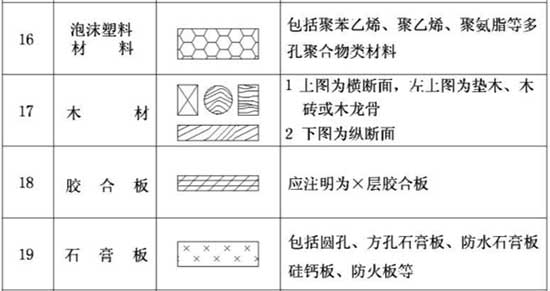 16
泡沫塑料
材料
包括聚苯乙烯、聚乙烯、聚氨脂等多
孔聚合物类材料
17
木材
1 上图为横断面，左上图为垫木、木
砖或木龙骨
2 下图为纵断面
18
胶合板
应注明为×层胶合板
19
石膏板
包括圆孔、方孔石膏板、防水石膏板
硅钙板、防火板等